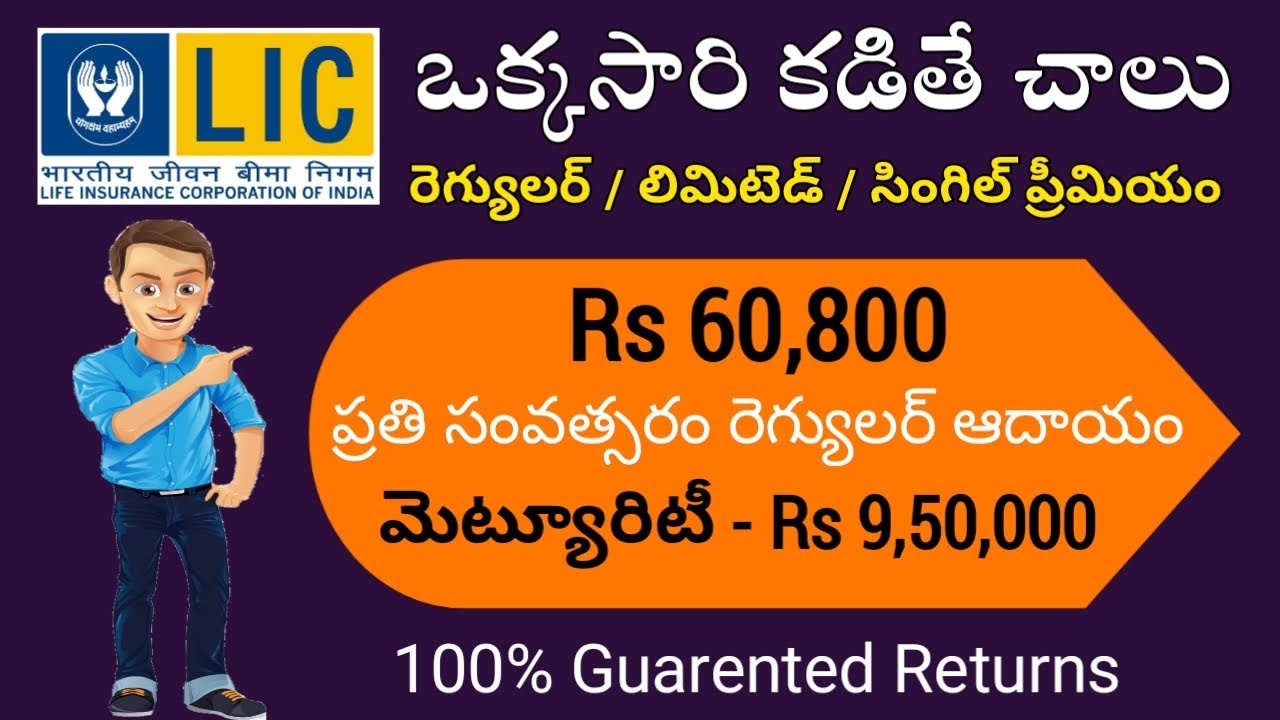 LIC
योगक्षेमं वहाम्यहम्
भारतीय जीवन बीमा निगम
LIFE INSURANCE CORPORATION OF INDIA
ఒక్కసారి కడితే చాలు
రెగ్యులర్ / లిమిటెడ్ / సింగిల్ ప్రీమియం
Rs 60,800
ప్రతి సంవత్సరం రెగ్యులర్ ఆదాయం
మెట్యూరిటీ - Rs 9,50,000
100% Guarented Returns